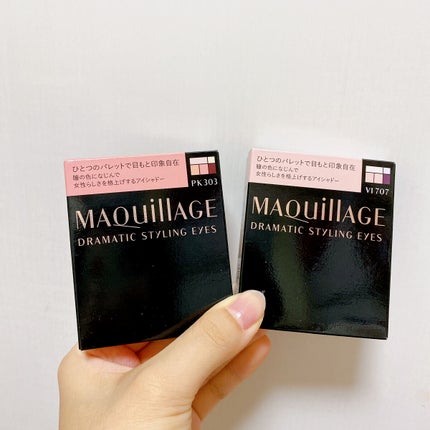 ひとつのパレットで目もと印象自在
瞳の色になじんで
女性らしさを格上げするアイシャドー
PK303
MAQuillAGE
DRAMATIC STYLING EYES
ひとつのパレットで目もと印象自在
瞳の色になじんで
女性らしさを格上げするアイシャドー
VI707
MAQuillAGE
DRAMATIC STYLING EYES